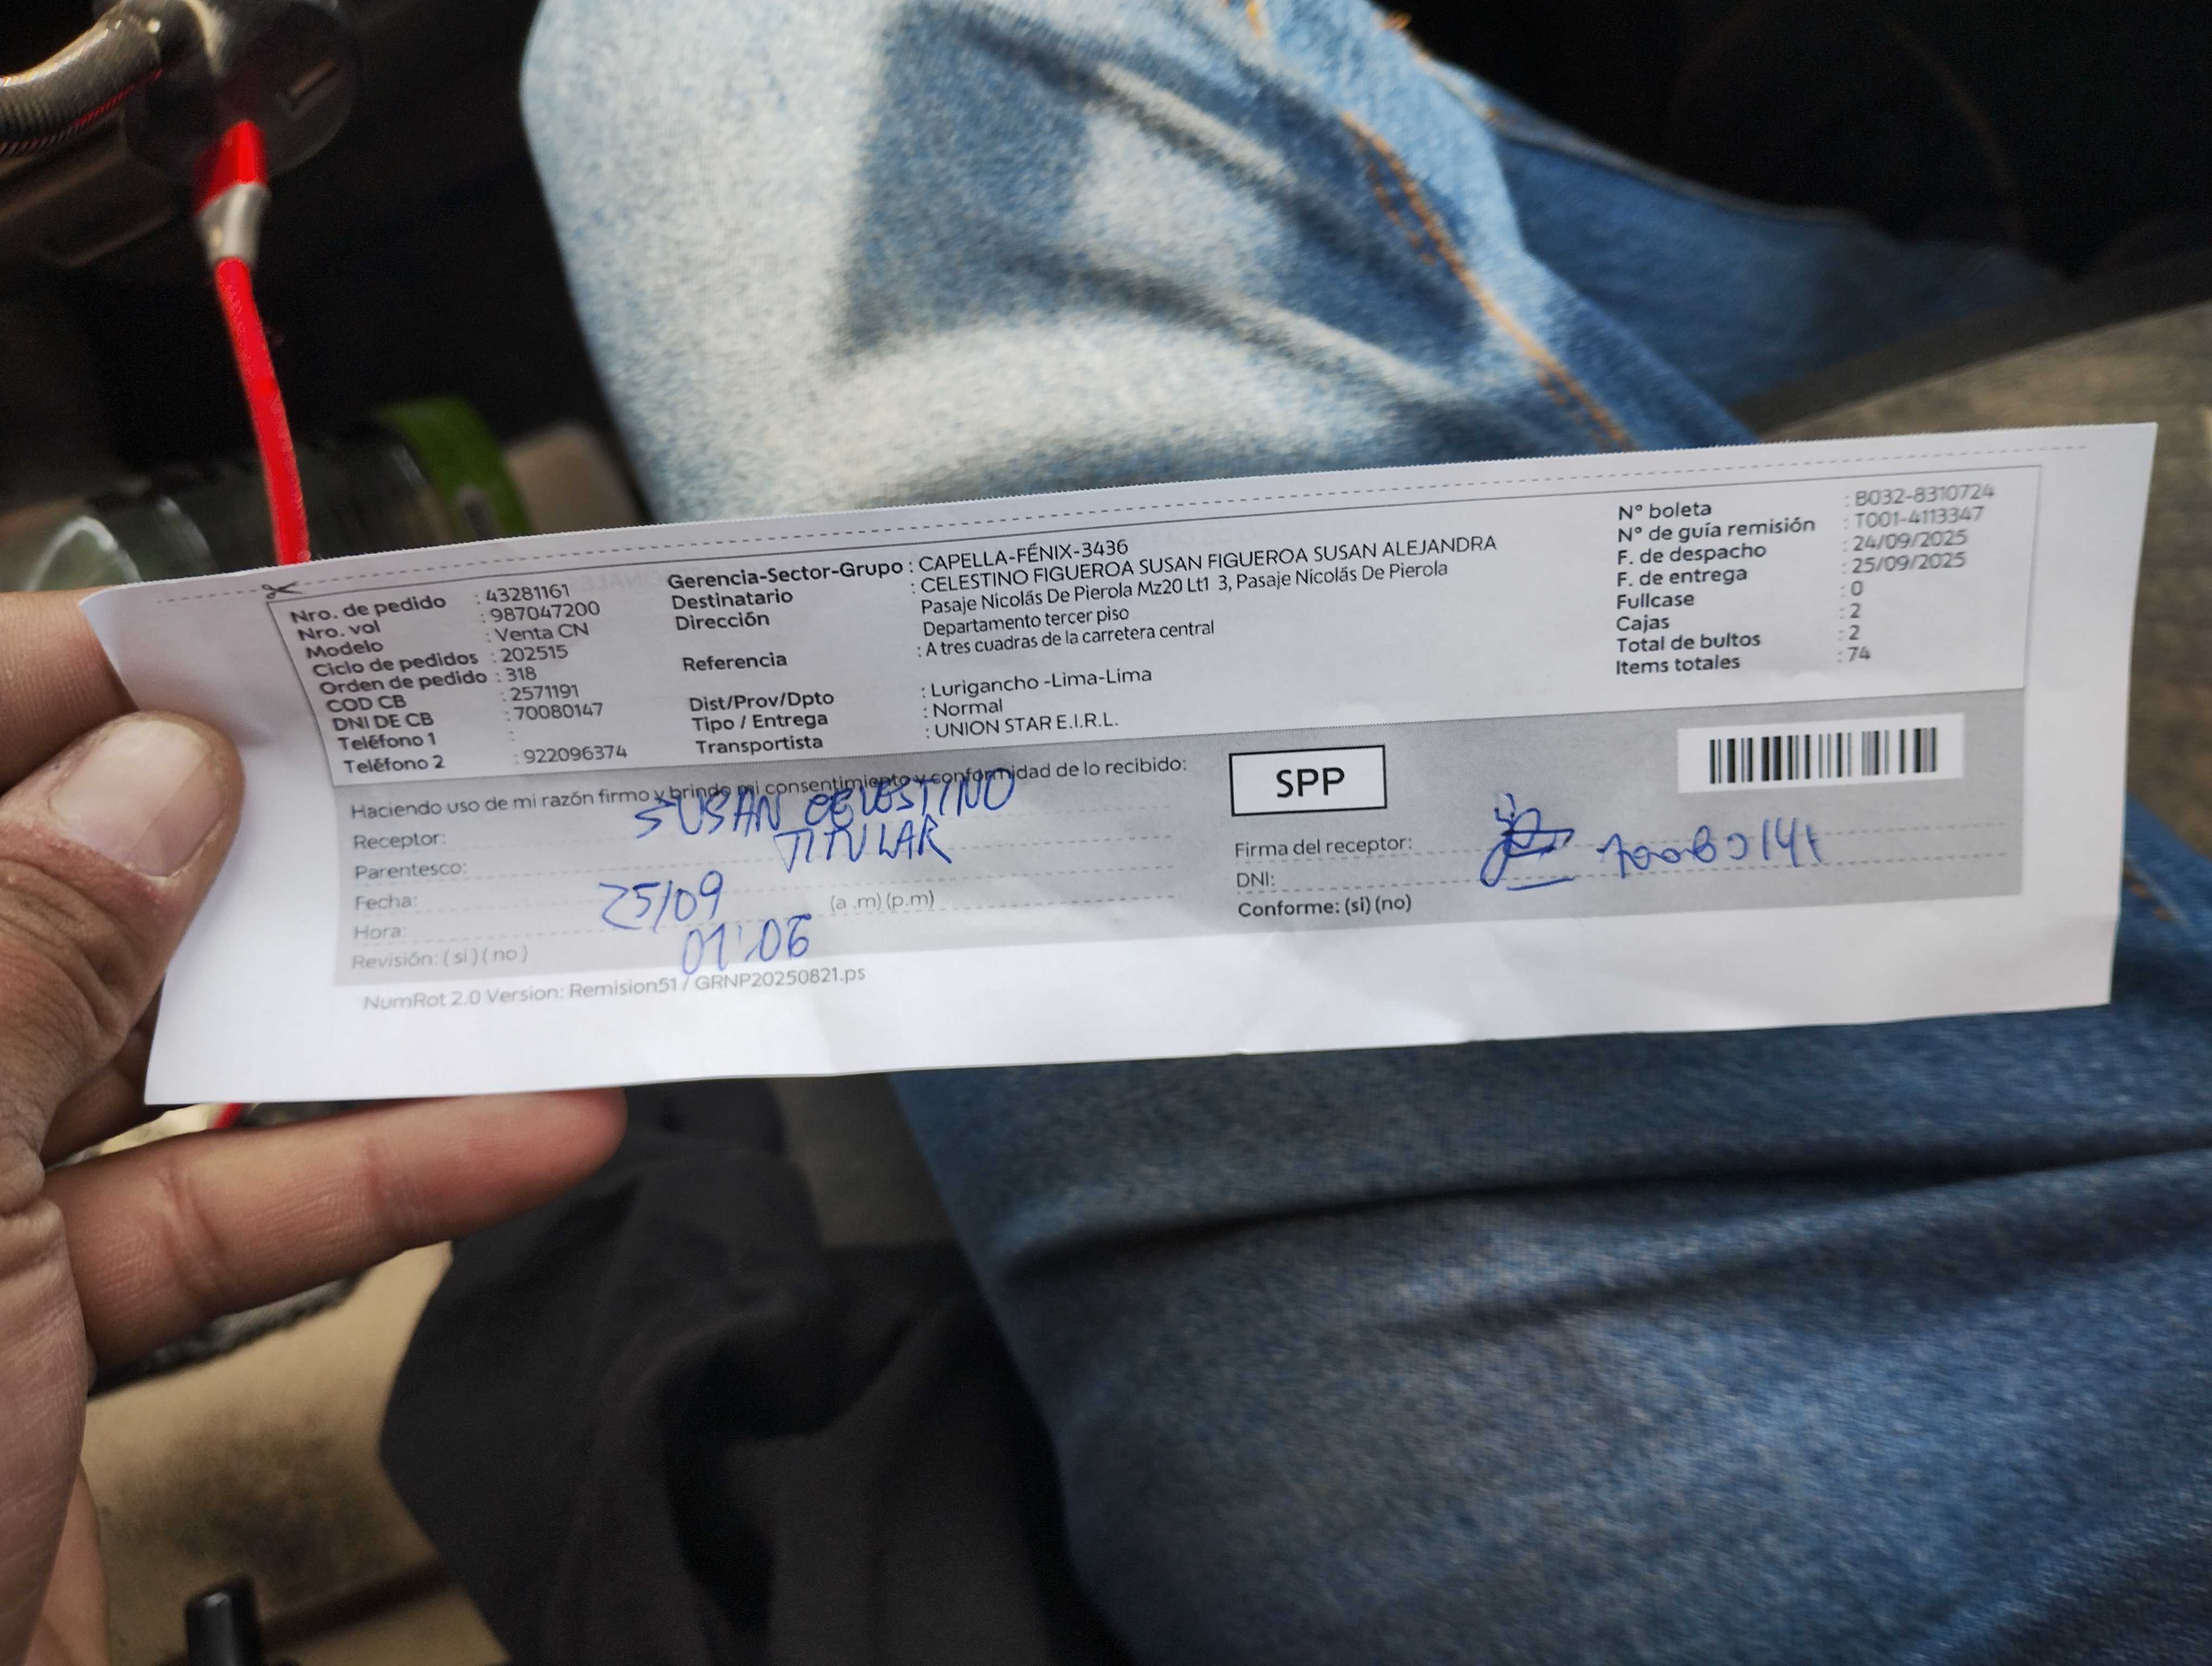 Nro. de pedido : 43281161
Nro. vol : 987047200
Modelo : Venta CN
Ciclo de pedidos : 202515
Orden de pedido : 318
COD CB : 2571191
DNI DE CB : 70080147
Teléfono 1 :
Teléfono 2 : 922096374
Gerencia-Sector-Grupo : CAPELLA-FÉNIX-3436
Destinatario : CELESTINO FIGUEROA SUSAN FIGUEROA SUSAN ALEJANDRA
Dirección Pasaje Nicolás De Pierola Mz20 Lt1 3, Pasaje Nicolás De Pierola
Departamento tercer piso
Referencia : A tres cuadras de la carretera central
Dist/Prov/Dpto : Lurigancho -Lima-Lima
Tipo / Entrega : Normal
Transportista : UNION STAR E.I.R.L.
N° boleta : B032-8310724
N° de guía remisión : T001-4113347
F. de despacho : 24/09/2025
F. de entrega : 25/09/2025
Fullcase : 0
Cajas : 2
Total de bultos : 2
Items totales : 74
Haciendo uso de mi razón firmo y brindo mi consentimiento y conformidad de lo recibido:
Receptor: SUSAN CELESTINO
Parentesco: TITULAR
Fecha: 25/09
Hora: 01:06 (a .m) (p.m)
Revisión: ( si ) ( no )
SPP
Firma del receptor:
DNI:
Conforme: (si) (no)
NumRot 2.0 Version: Remision51 / GRNP20250821.ps